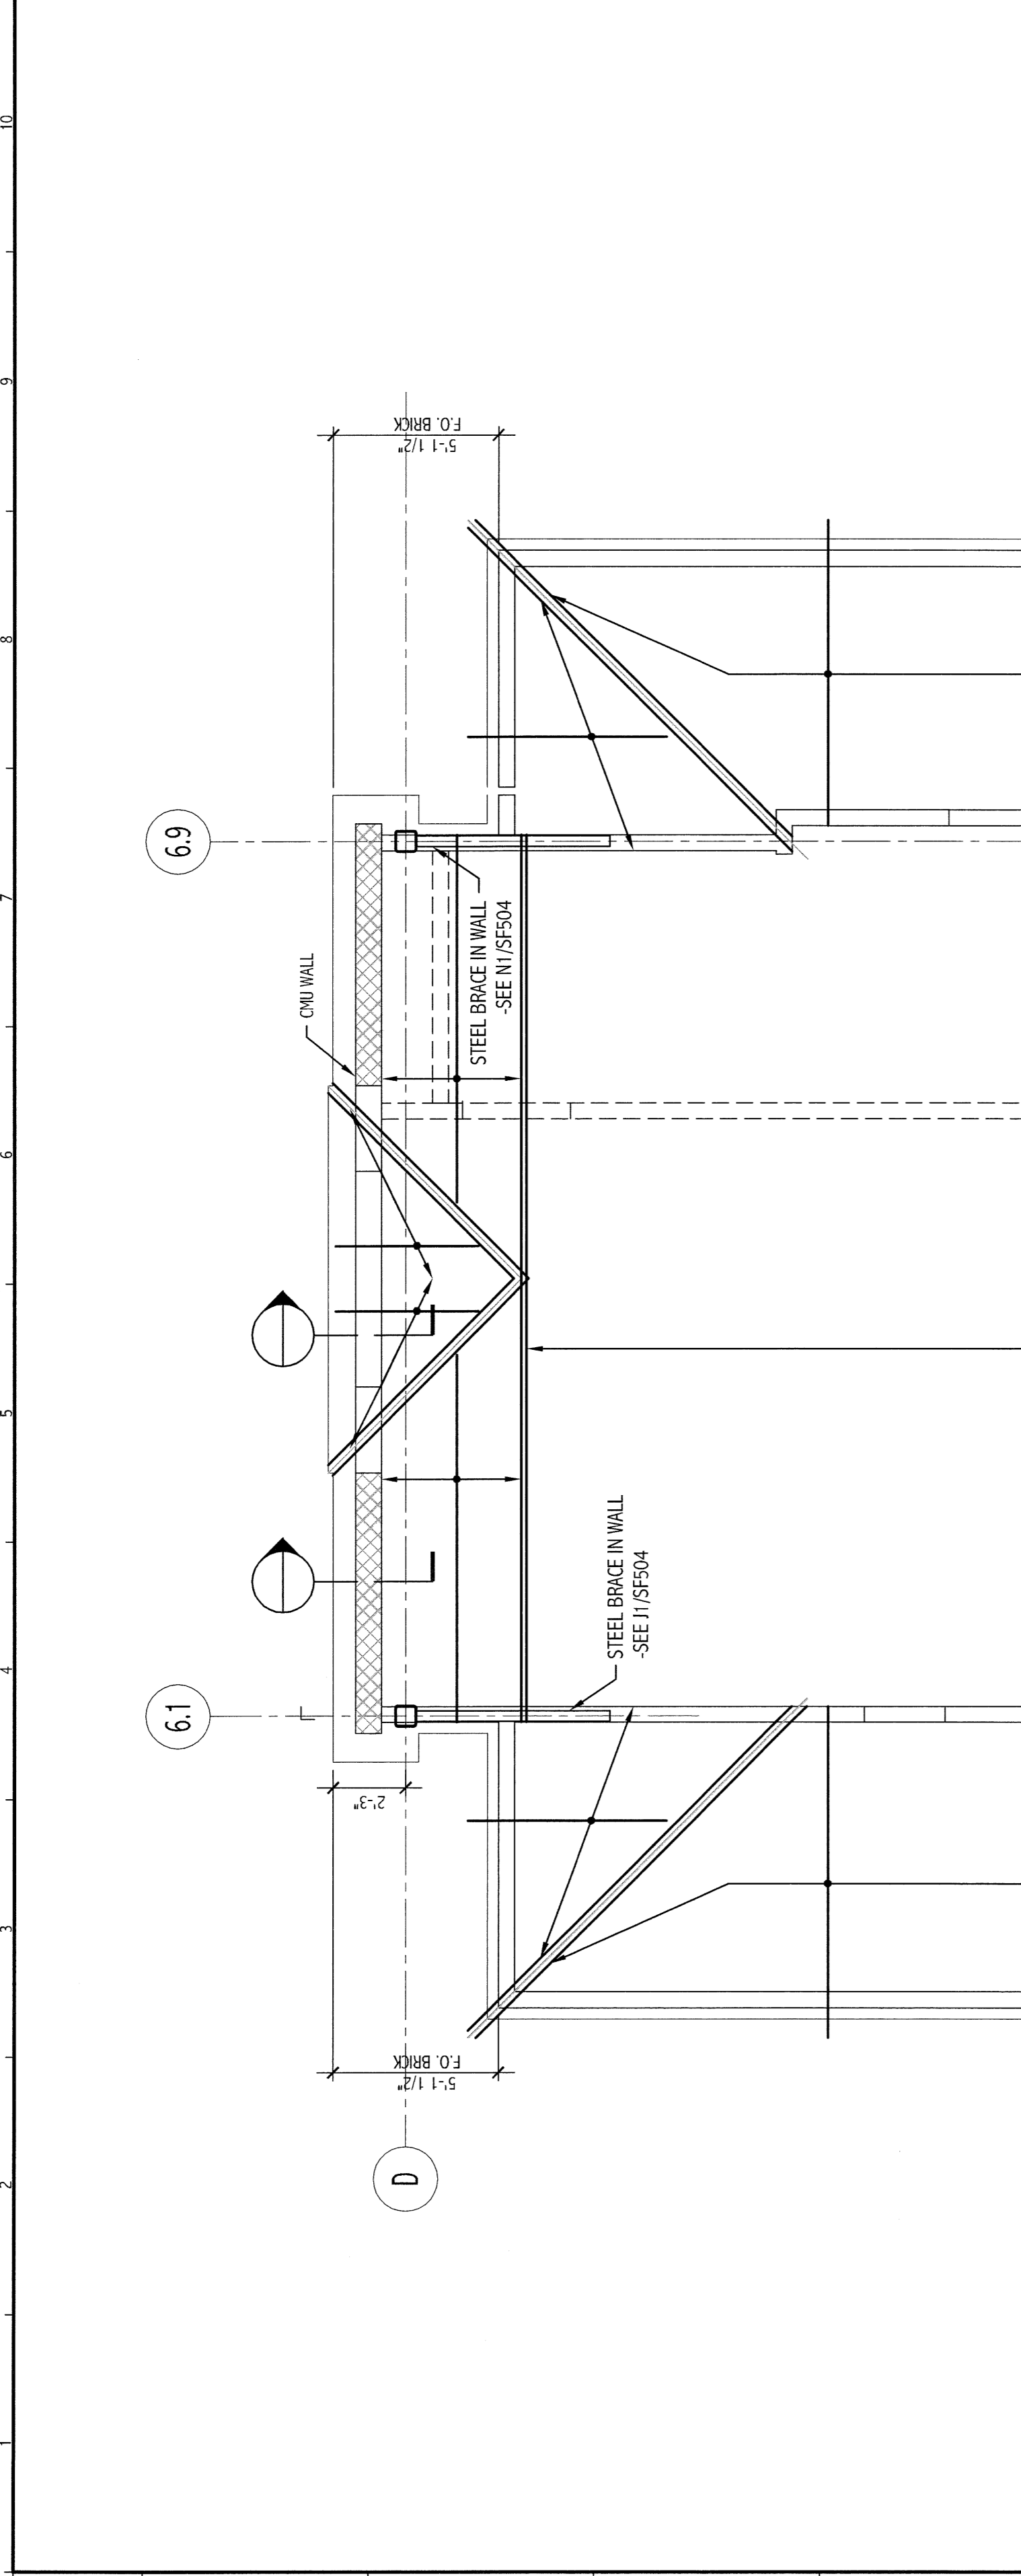 10
9
8
7
6
5
4
3
2
1
6.9
6.1
D
CMU WALL
STEEL BRACE IN WALL
-SEE N1/SF504
STEEL BRACE IN WALL
-SEE J1/SF504
5'-1 1/2"
F.O. BRICK
2'-3"
5'-1 1/2"
F.O. BRICK